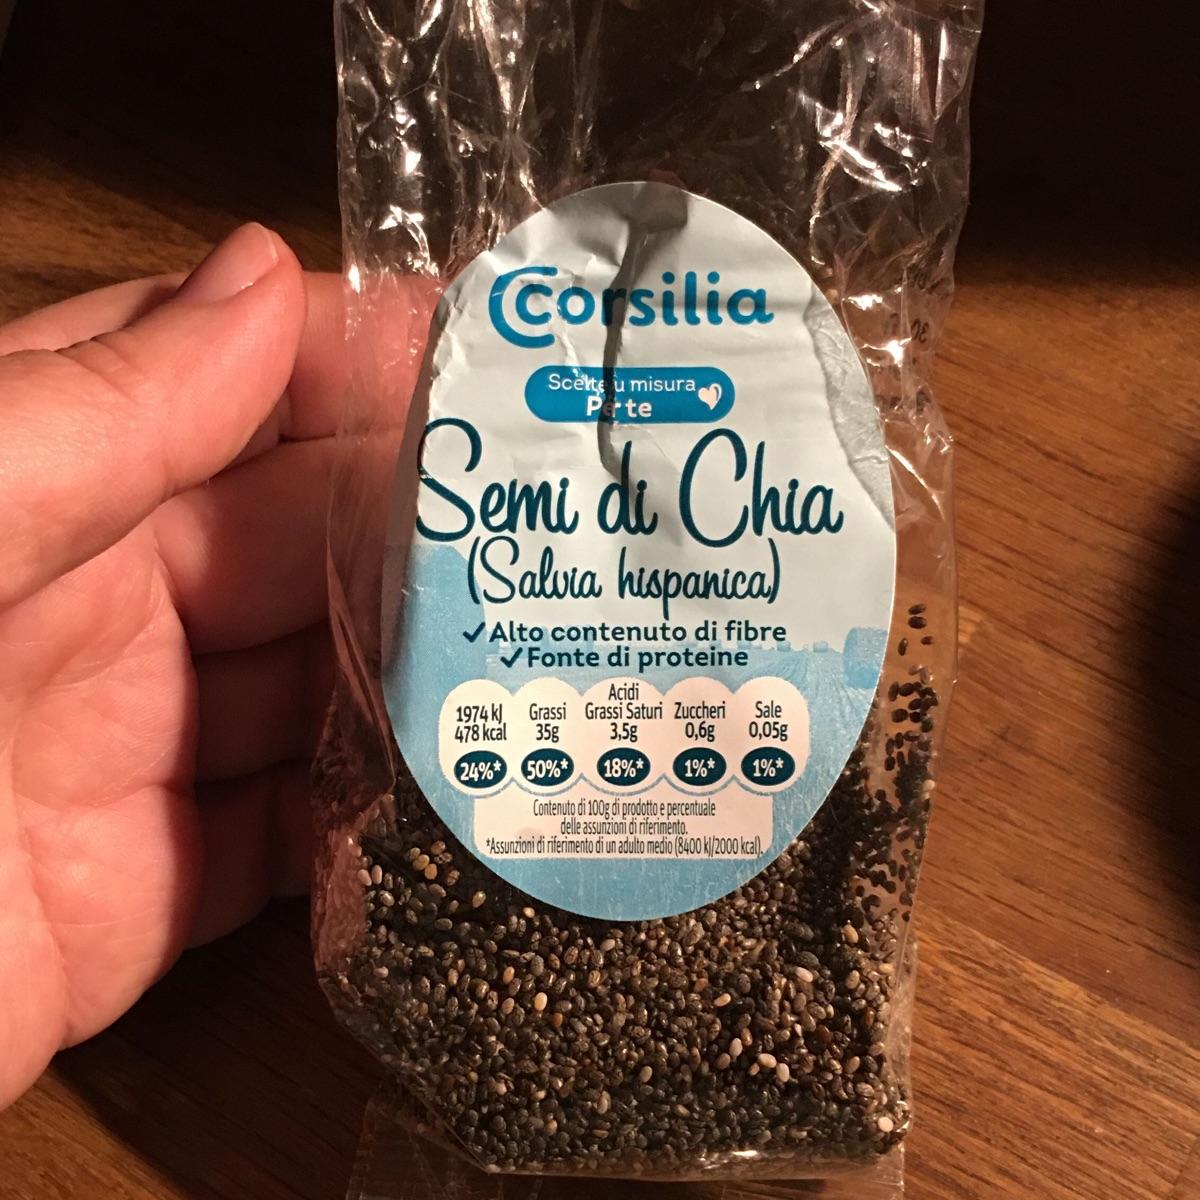 Corsilia
Scelte su misura
Per te
Semi di Chia
(Salvia hispanica)
✓Alto contenuto di fibre
✓Fonte di proteine
1974 kJ
478 kcal
24%*
Grassi
35g
50%*
Acidi
Grassi Saturi
3,5g
18%*
Zuccheri
0,6g
1%*
Sale
0,05g
1%*
Contenuto di 100g di prodotto e percentuale
delle assunzioni di riferimento.
*Assunzioni di riferimento di un adulto medio (8400 kJ/2000 kcal).